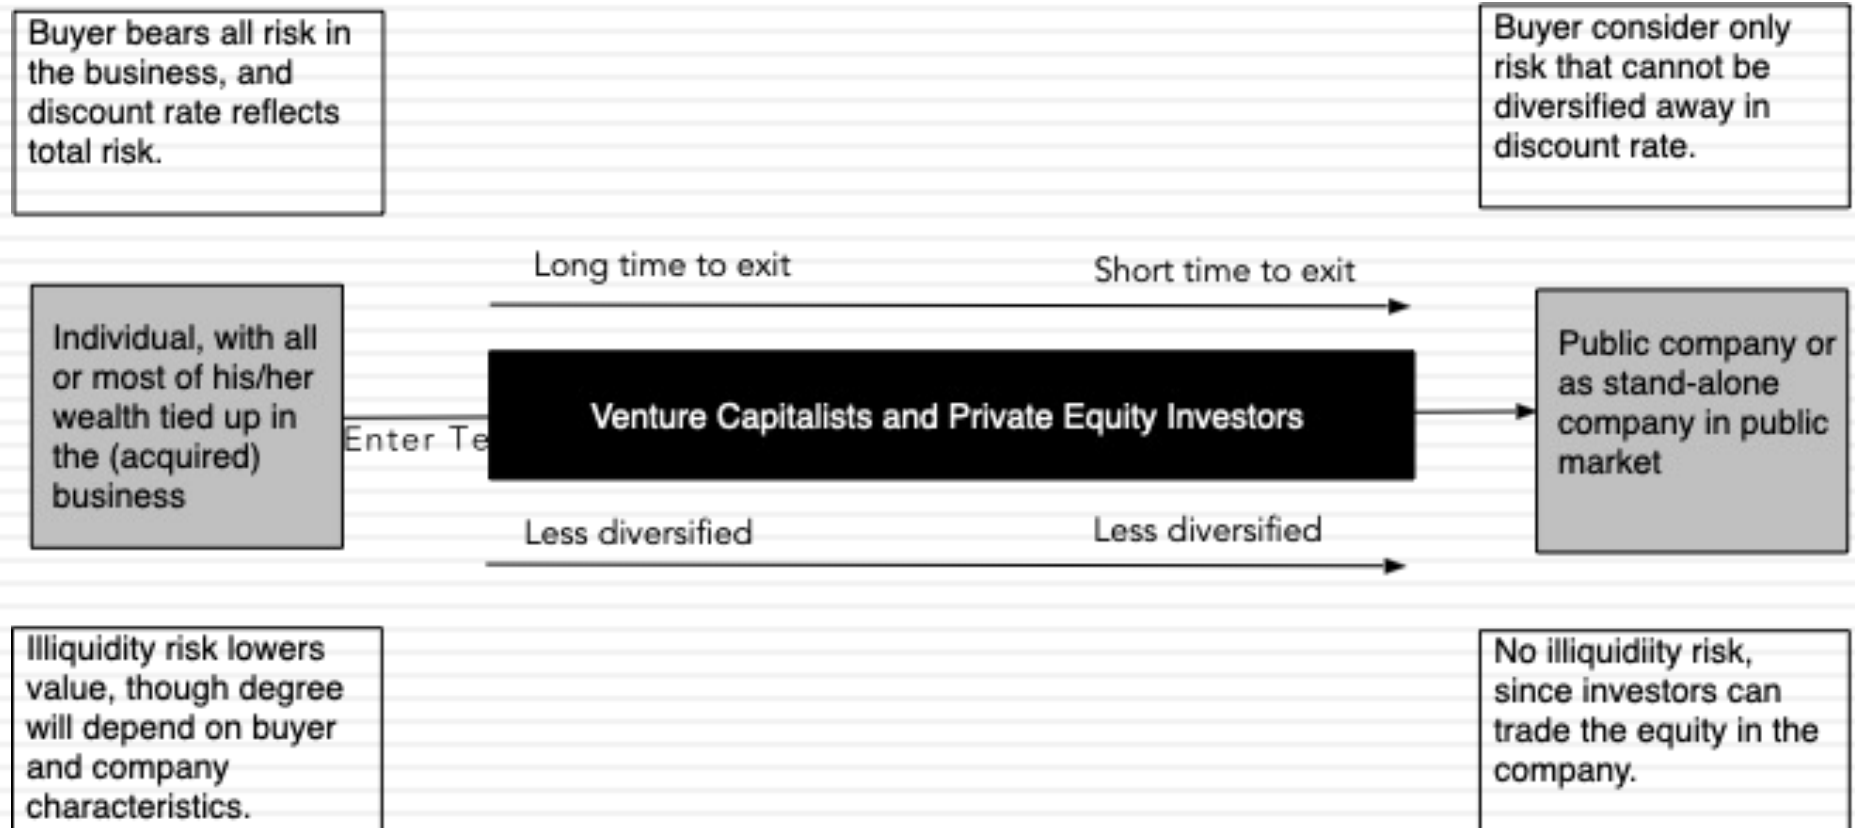 Buyer bears all risk in
the business, and
discount rate reflects
total risk.
Buyer consider only
risk that cannot be
diversified away in
discount rate.
Long time to exit
Short time to exit
Individual, with all
or most of his/her
wealth tied up in
the (acquired)
business
Enter Te
Venture Capitalists and Private Equity Investors
Public company or
as stand-alone
company in public
market
Less diversified
Less diversified
Illiquidity risk lowers
value, though degree
will depend on buyer
and company
characteristics.
No illiquidiity risk,
since investors can
trade the equity in the
company.